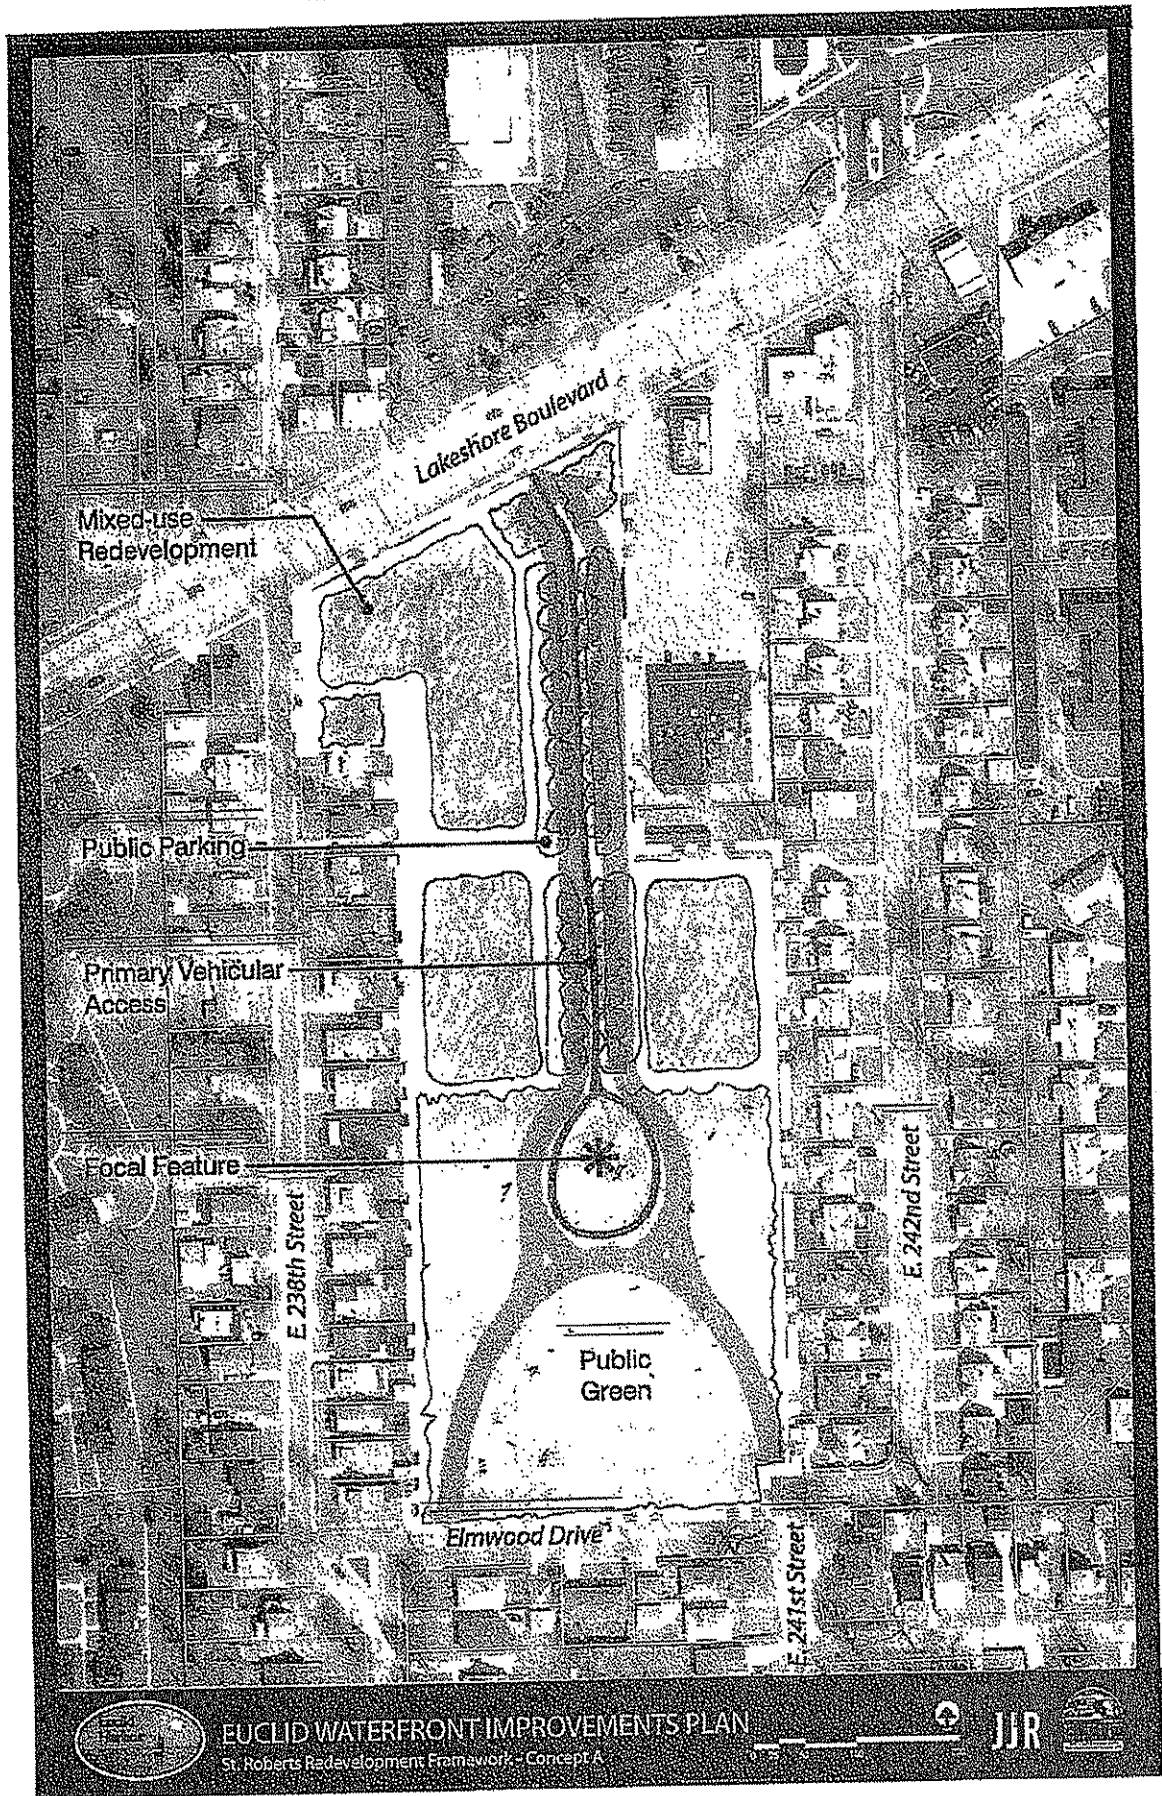 Lakeshore Boulevard
Mixed-use
Redevelopment
Public Parking
Primary Vehicular
Access
Focal Feature
E. 238th Street
E. 242nd Street
Public
Green
Elmwood Drive
E. 241st Street
EUCLID WATERFRONT IMPROVEMENTS PLAN
St. Roberts Redevelopment Framework - Concept A
JJR